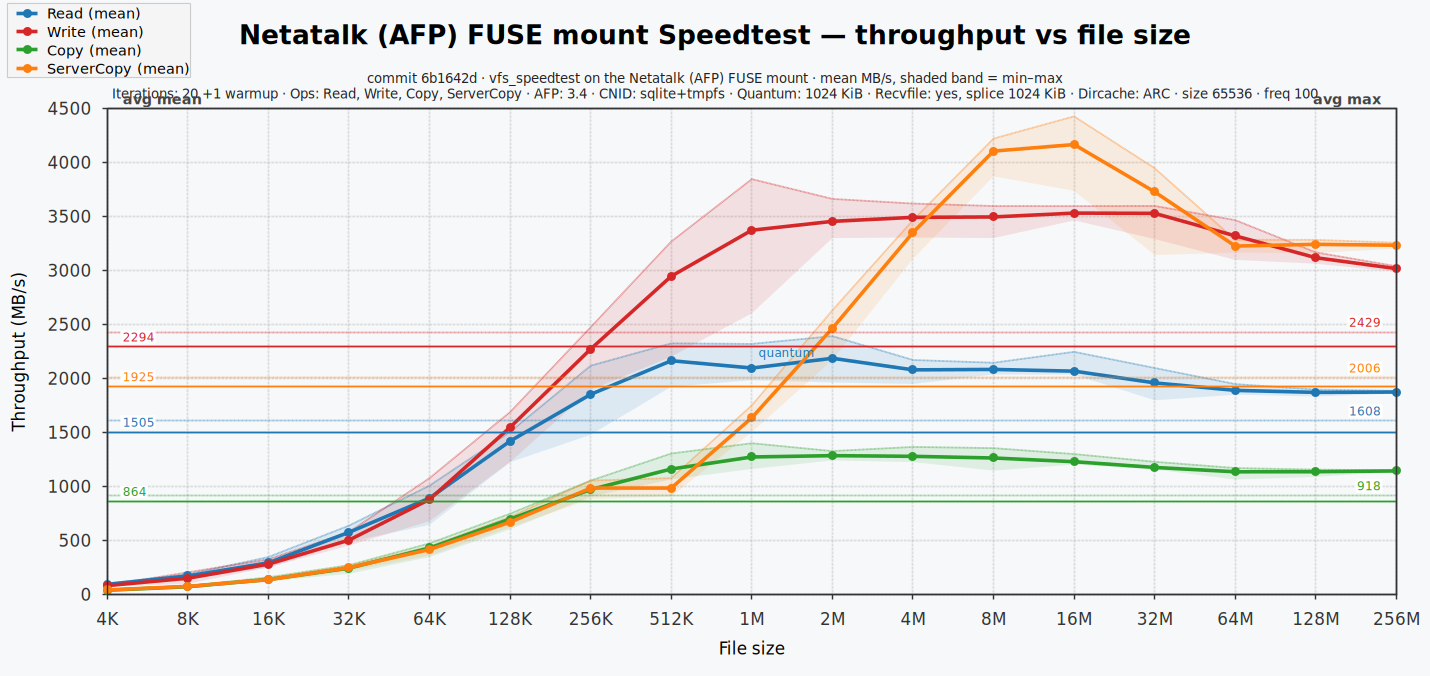 Read (mean)
Write (mean)
Copy (mean)
ServerCopy (mean)
Netatalk (AFP) FUSE mount Speedtest — throughput vs file size
commit 6b1642d · vfs_speedtest on the Netatalk (AFP) FUSE mount · mean MB/s, shaded band = min–max
Iterations: 20 +1 warmup · Ops: Read, Write, Copy, ServerCopy · AFP: 3.4 · CNID: sqlite+tmpfs · Quantum: 1024 KiB · Recvfile: yes, splice 1024 KiB · Dircache: ARC · size 65536 · freq 100
avg mean
avg max
4500
4000
3500
3000
2500
2000
1500
1000
500
0
Throughput (MB/s)
2294
2429
quantum
1925
2006
1505
1608
864
918
4K 8K 16K 32K 64K 128K 256K 512K 1M 2M 4M 8M 16M 32M 64M 128M 256M
File size